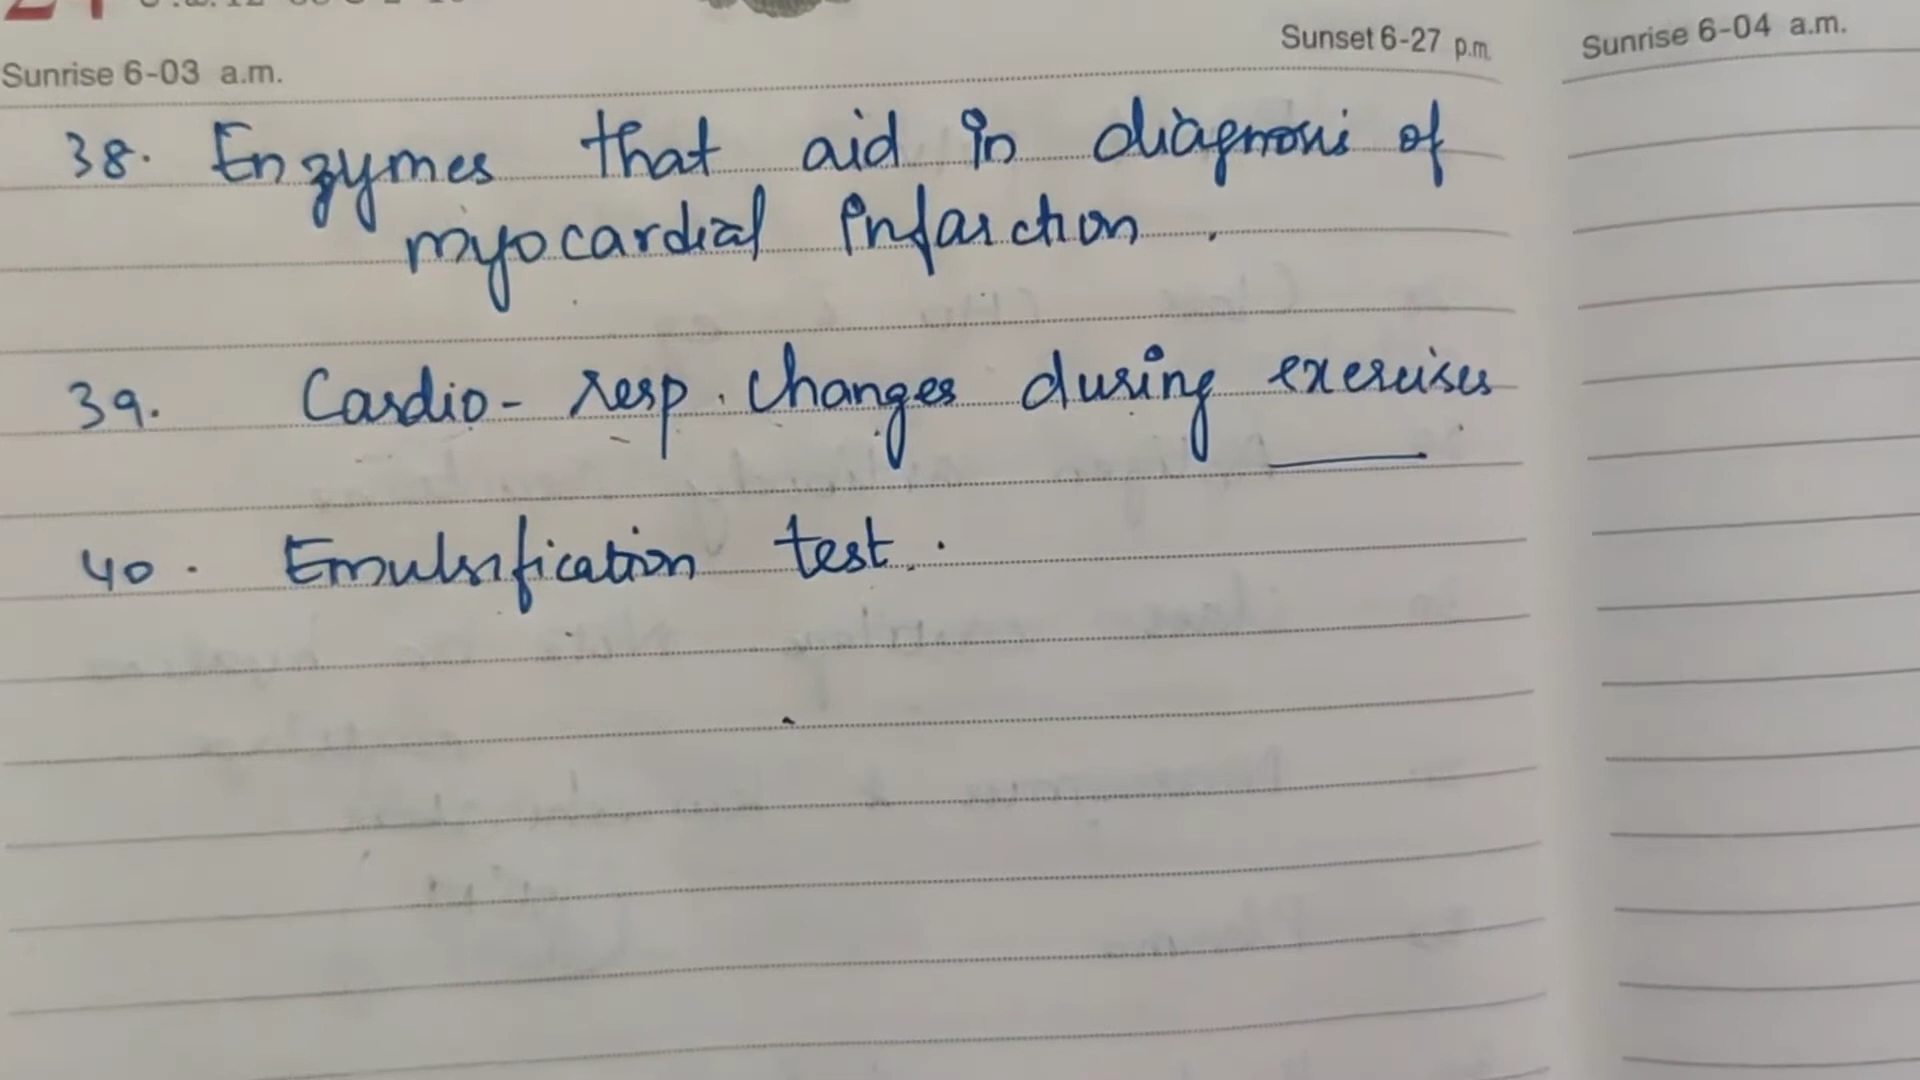 Sunset 6-27 p.m.
Sunrise 6-04 a.m.
Sunrise 6-03 a.m.
38. Enzymes that aid in diagnosis of
myocardial infarction.
39. Cardio-resp. changes during exercises
40. Emulsification test.